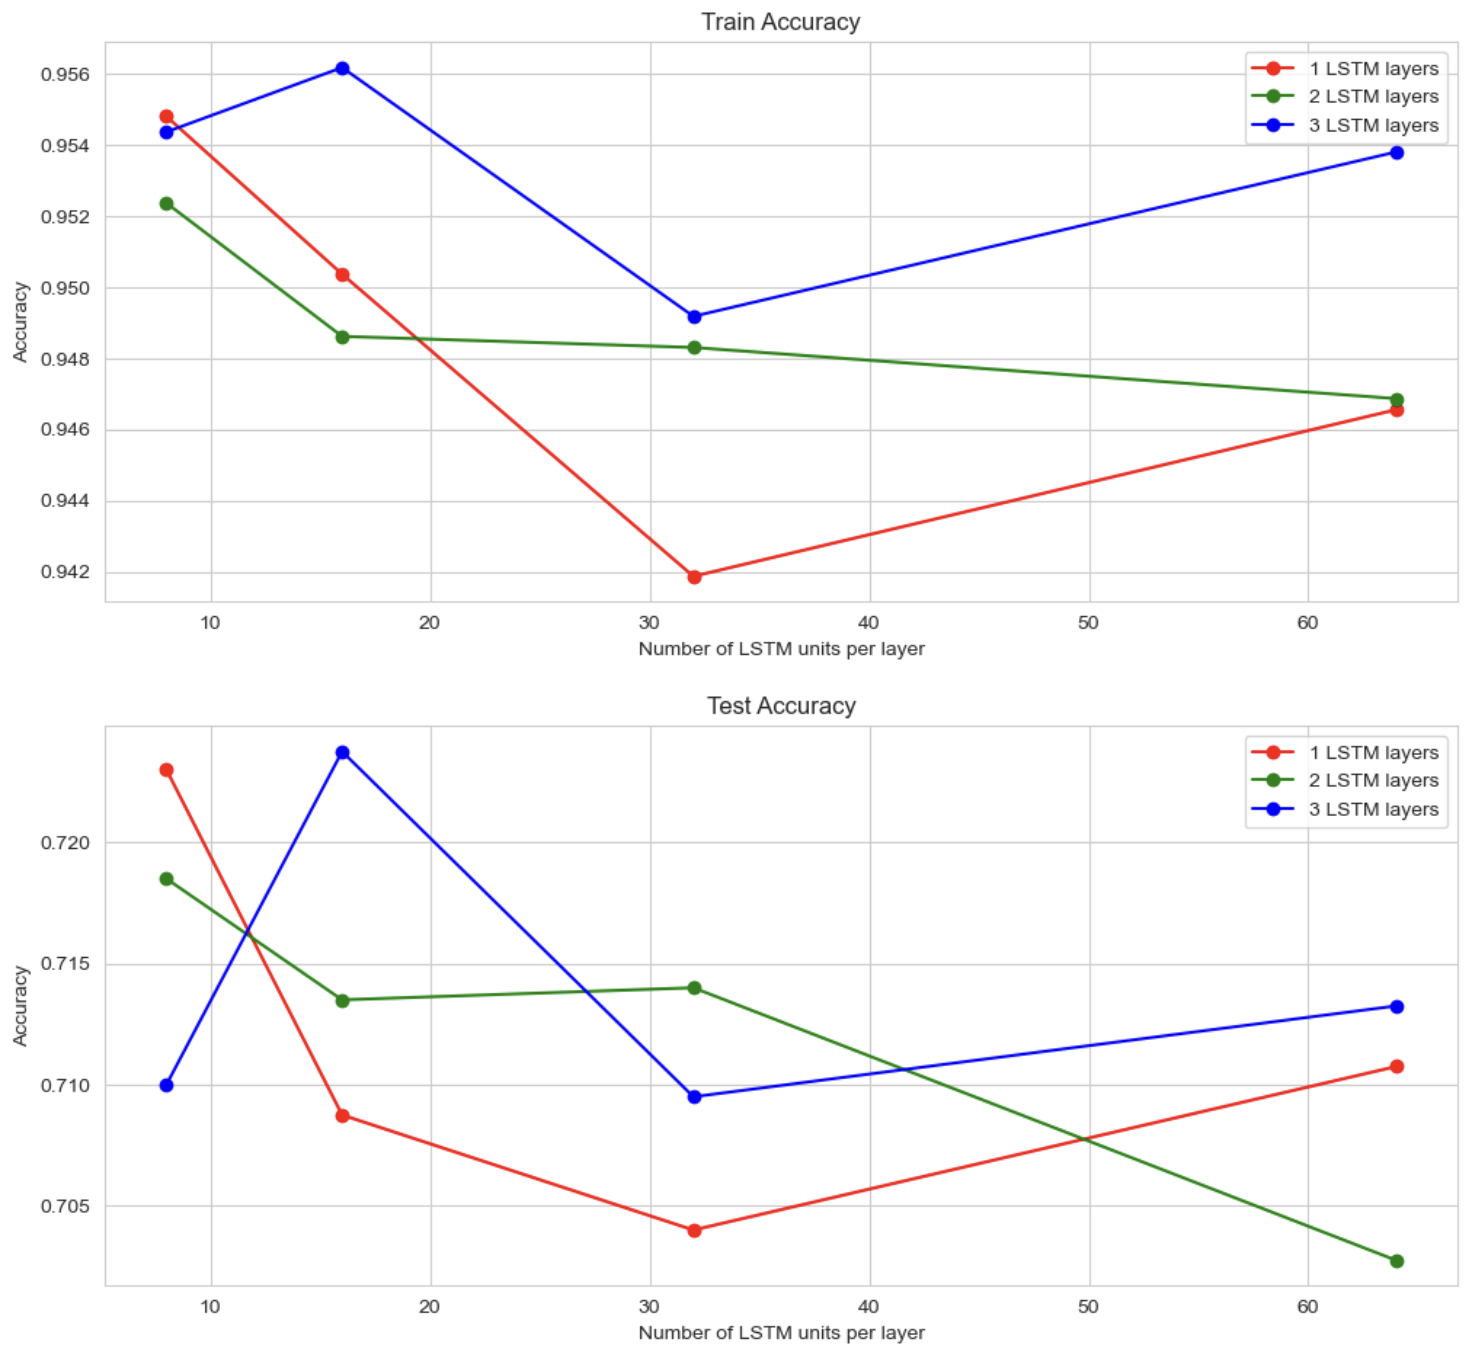 Train Accuracy
0.956
0.954
0.952
0.950
0.948
0.946
0.944
0.942
Accuracy
1 LSTM layers
2 LSTM layers
3 LSTM layers
10 20 30 40 50 60
Number of LSTM units per layer
Test Accuracy
0.720
0.715
0.710
0.705
Accuracy
1 LSTM layers
2 LSTM layers
3 LSTM layers
10 20 30 40 50 60
Number of LSTM units per layer